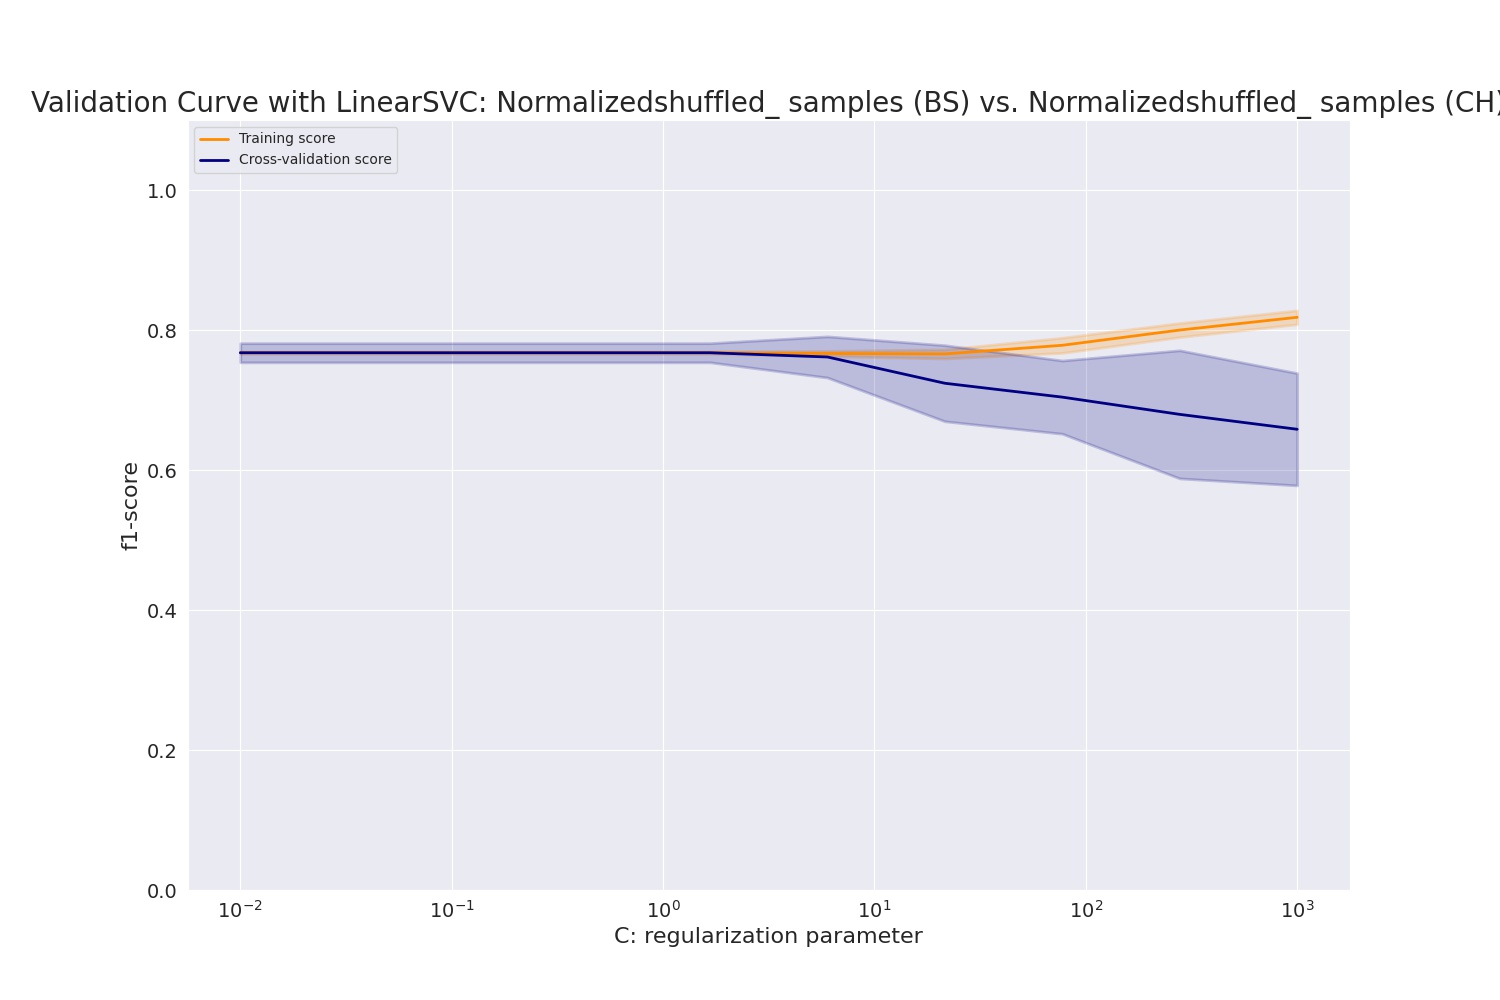 Validation Curve with LinearSVC: Normalizedshuffled_ samples (BS) vs. Normalizedshuffled_ samples (CH)
Training score
Cross-validation score
1.0
0.8
0.6
0.4
0.2
0.0
f1-score
10⁻² 10⁻¹ 10⁰ 10¹ 10² 10³
C: regularization parameter